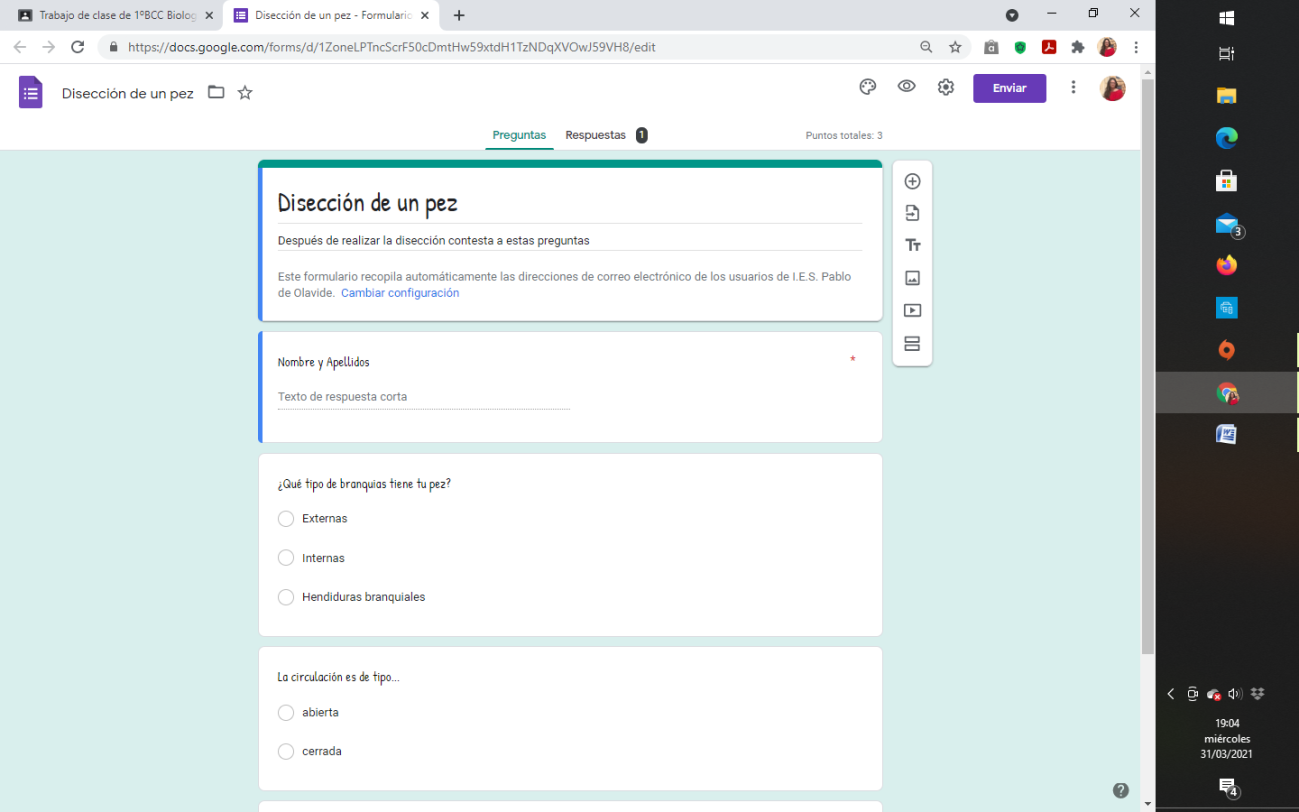 Trabajo de clase de 1ºBCC Biolog
Disección de un pez - Formulario
https://docs.google.com/forms/d/1ZoneLPTncScrF50cDmtHw59xtdH1TzNDqXVOwJ59VH8/edit
Disección de un pez
Enviar
Preguntas
Respuestas 1
Puntos totales: 3
Disección de un pez
Después de realizar la disección contesta a estas preguntas
Este formulario recopila automáticamente las direcciones de correo electrónico de los usuarios de I.E.S. Pablo
de Olavide. Cambiar configuración
Nombre y Apellidos *
Texto de respuesta corta
¿Qué tipo de branquias tiene tu pez?
Externas
Internas
Hendiduras branquiales
La circulación es de tipo...
abierta
cerrada
3
19:04
miércoles
31/03/2021
4